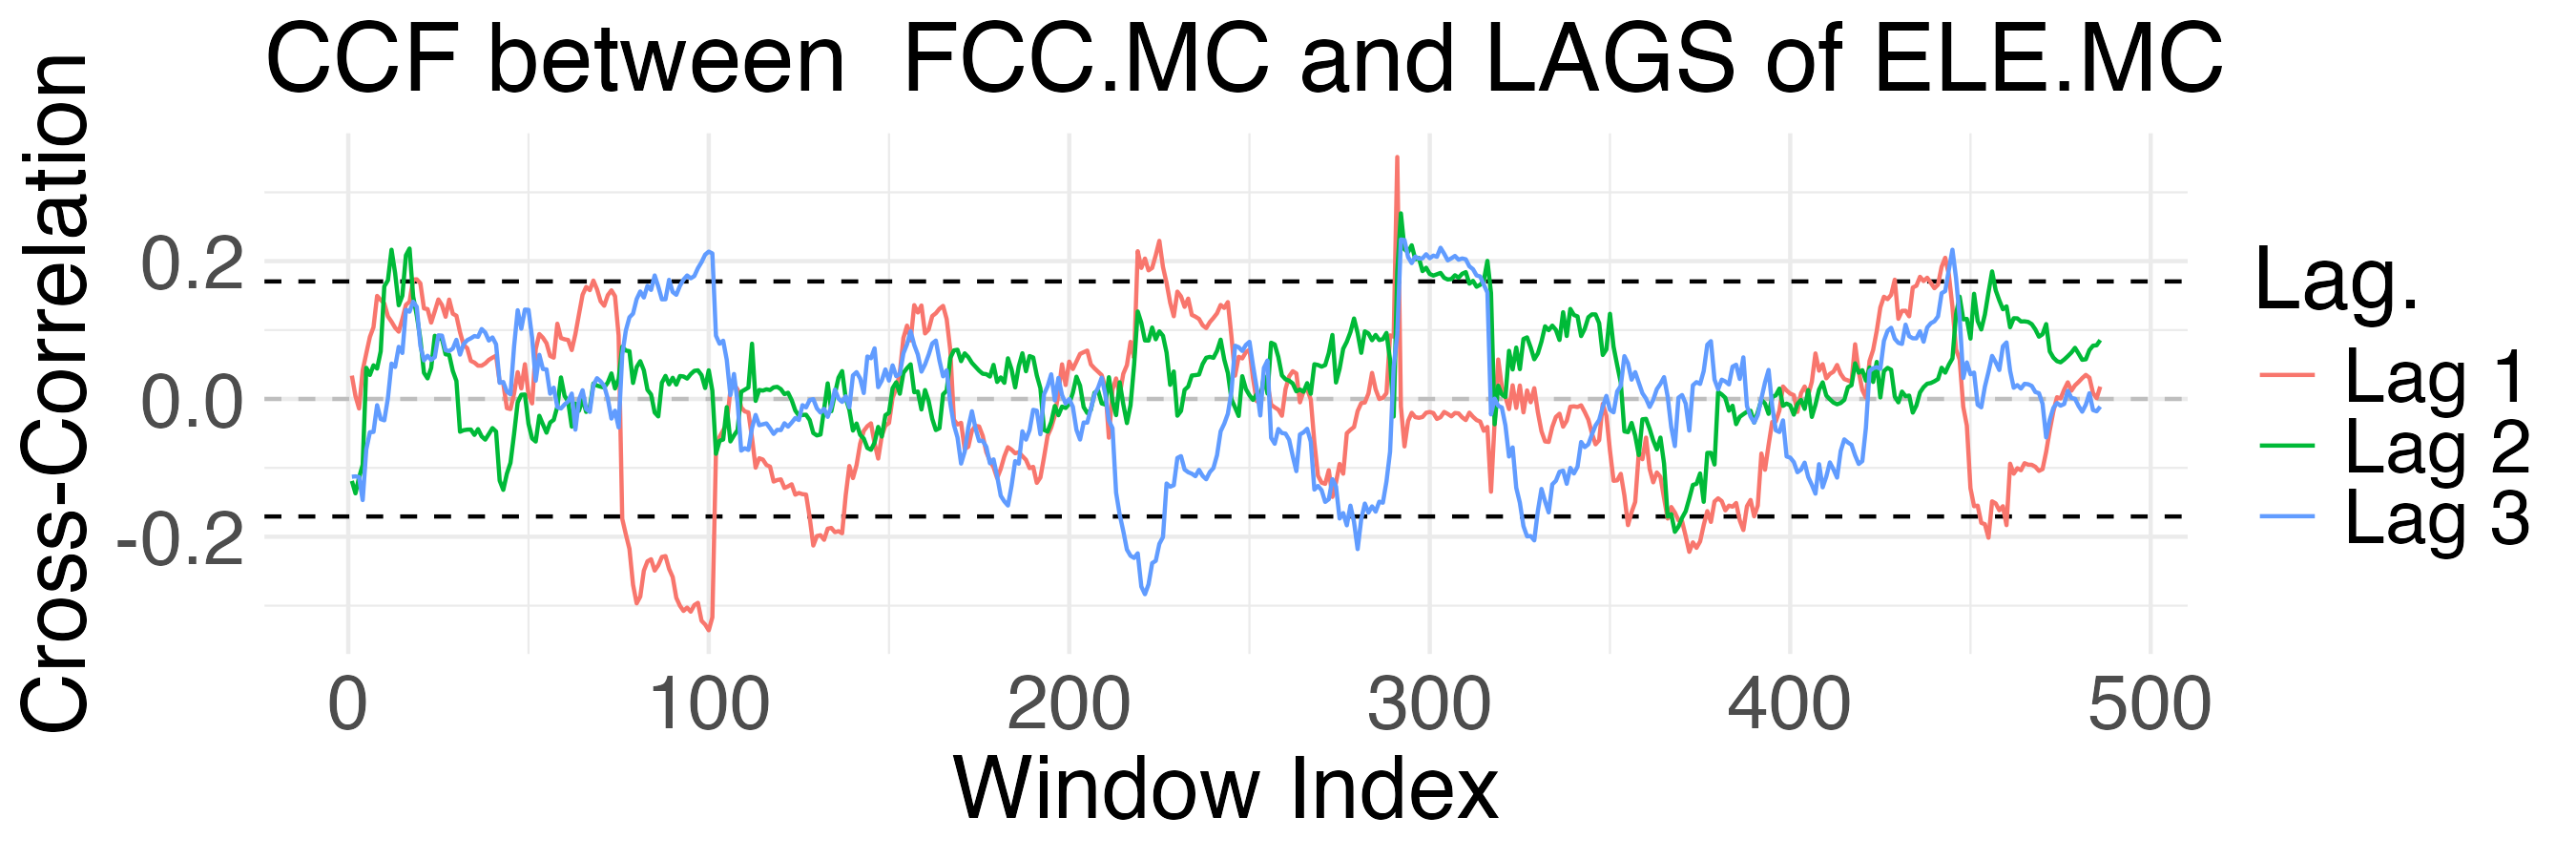 CCF between  FCC.MC and LAGS of ELE.MC
Cross-Correlation
0.2
0.0
-0.2
0 100 200 300 400 500
Window Index
Lag.
Lag 1
Lag 2
Lag 3